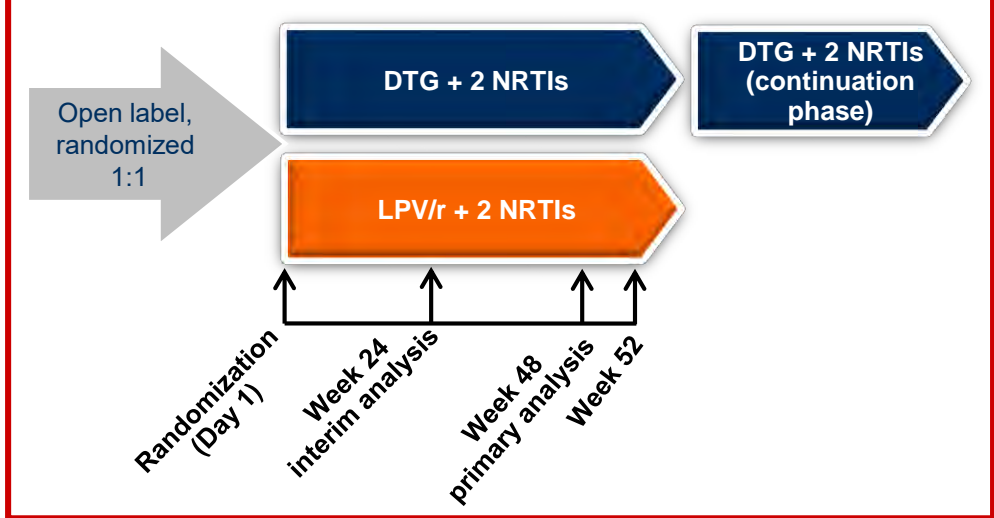 Open label,
randomized
1:1
DTG + 2 NRTIs
DTG + 2 NRTIs
(continuation
phase)
LPV/r + 2 NRTIs
Randomization
(Day 1)
Week 24
interim analysis
Week 48
primary analysis
Week 52